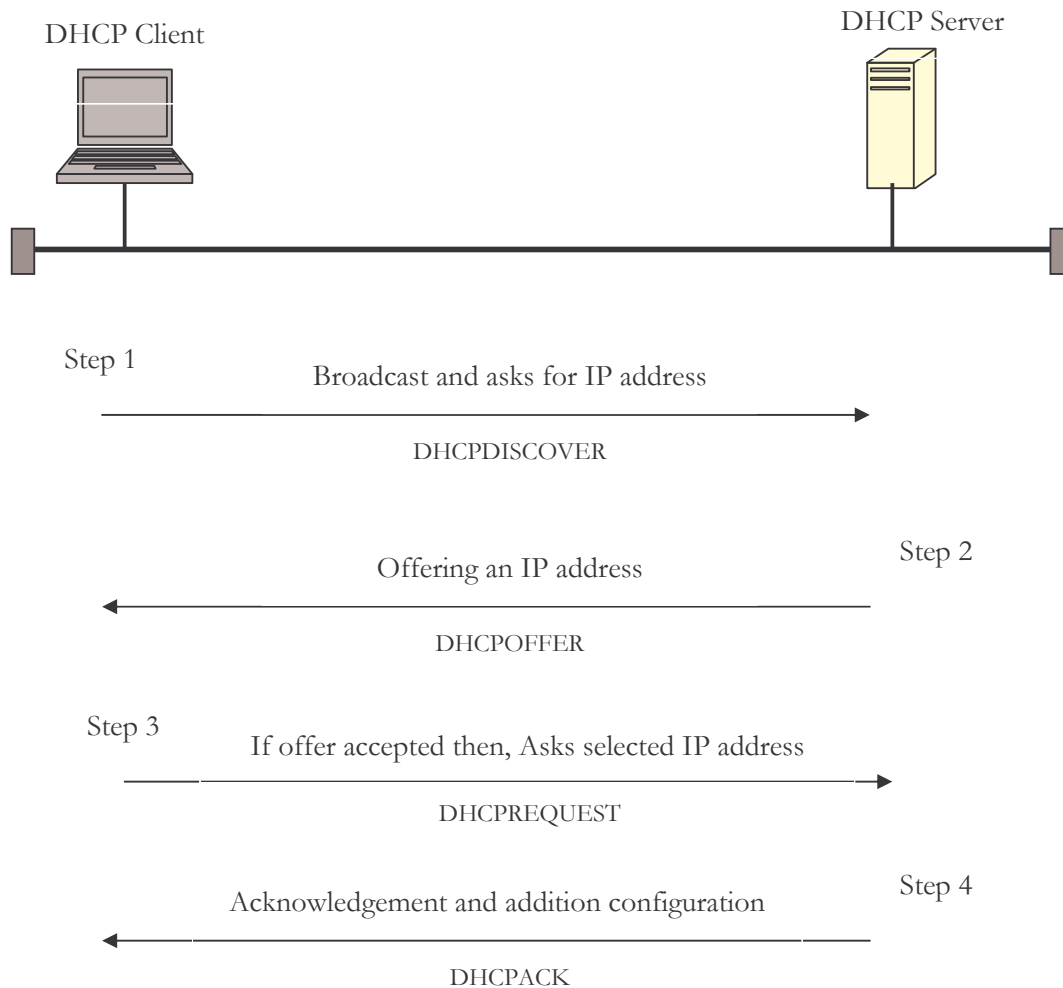 DHCP Client
DHCP Server
Step 1
Broadcast and asks for IP address
DHCPDISCOVER
Step 2
Offering an IP address
DHCPOFFER
Step 3
If offer accepted then, Asks selected IP address
DHCPREQUEST
Step 4
Acknowledgement and addition configuration
DHCPACK